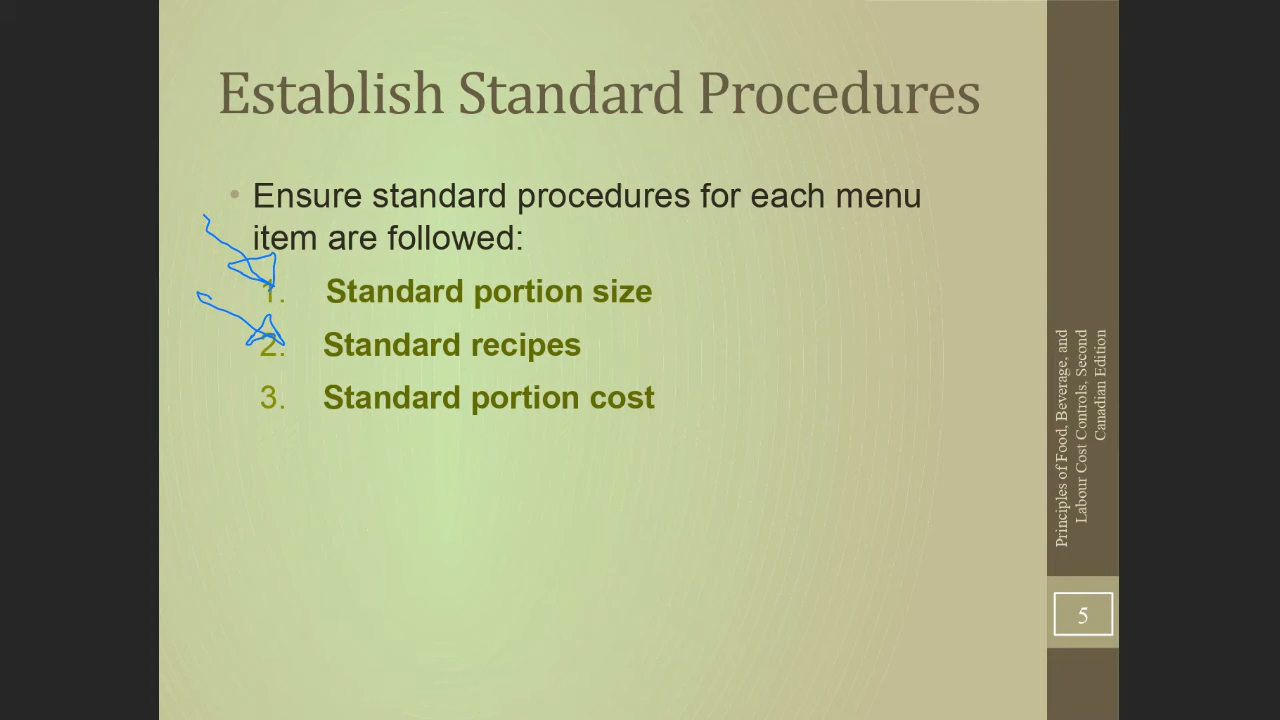 Establish Standard Procedures
• Ensure standard procedures for each menu
item are followed:
1. Standard portion size
2. Standard recipes
3. Standard portion cost
Principles of Food, Beverage, and
Labour Cost Controls, Second
Canadian Edition
5